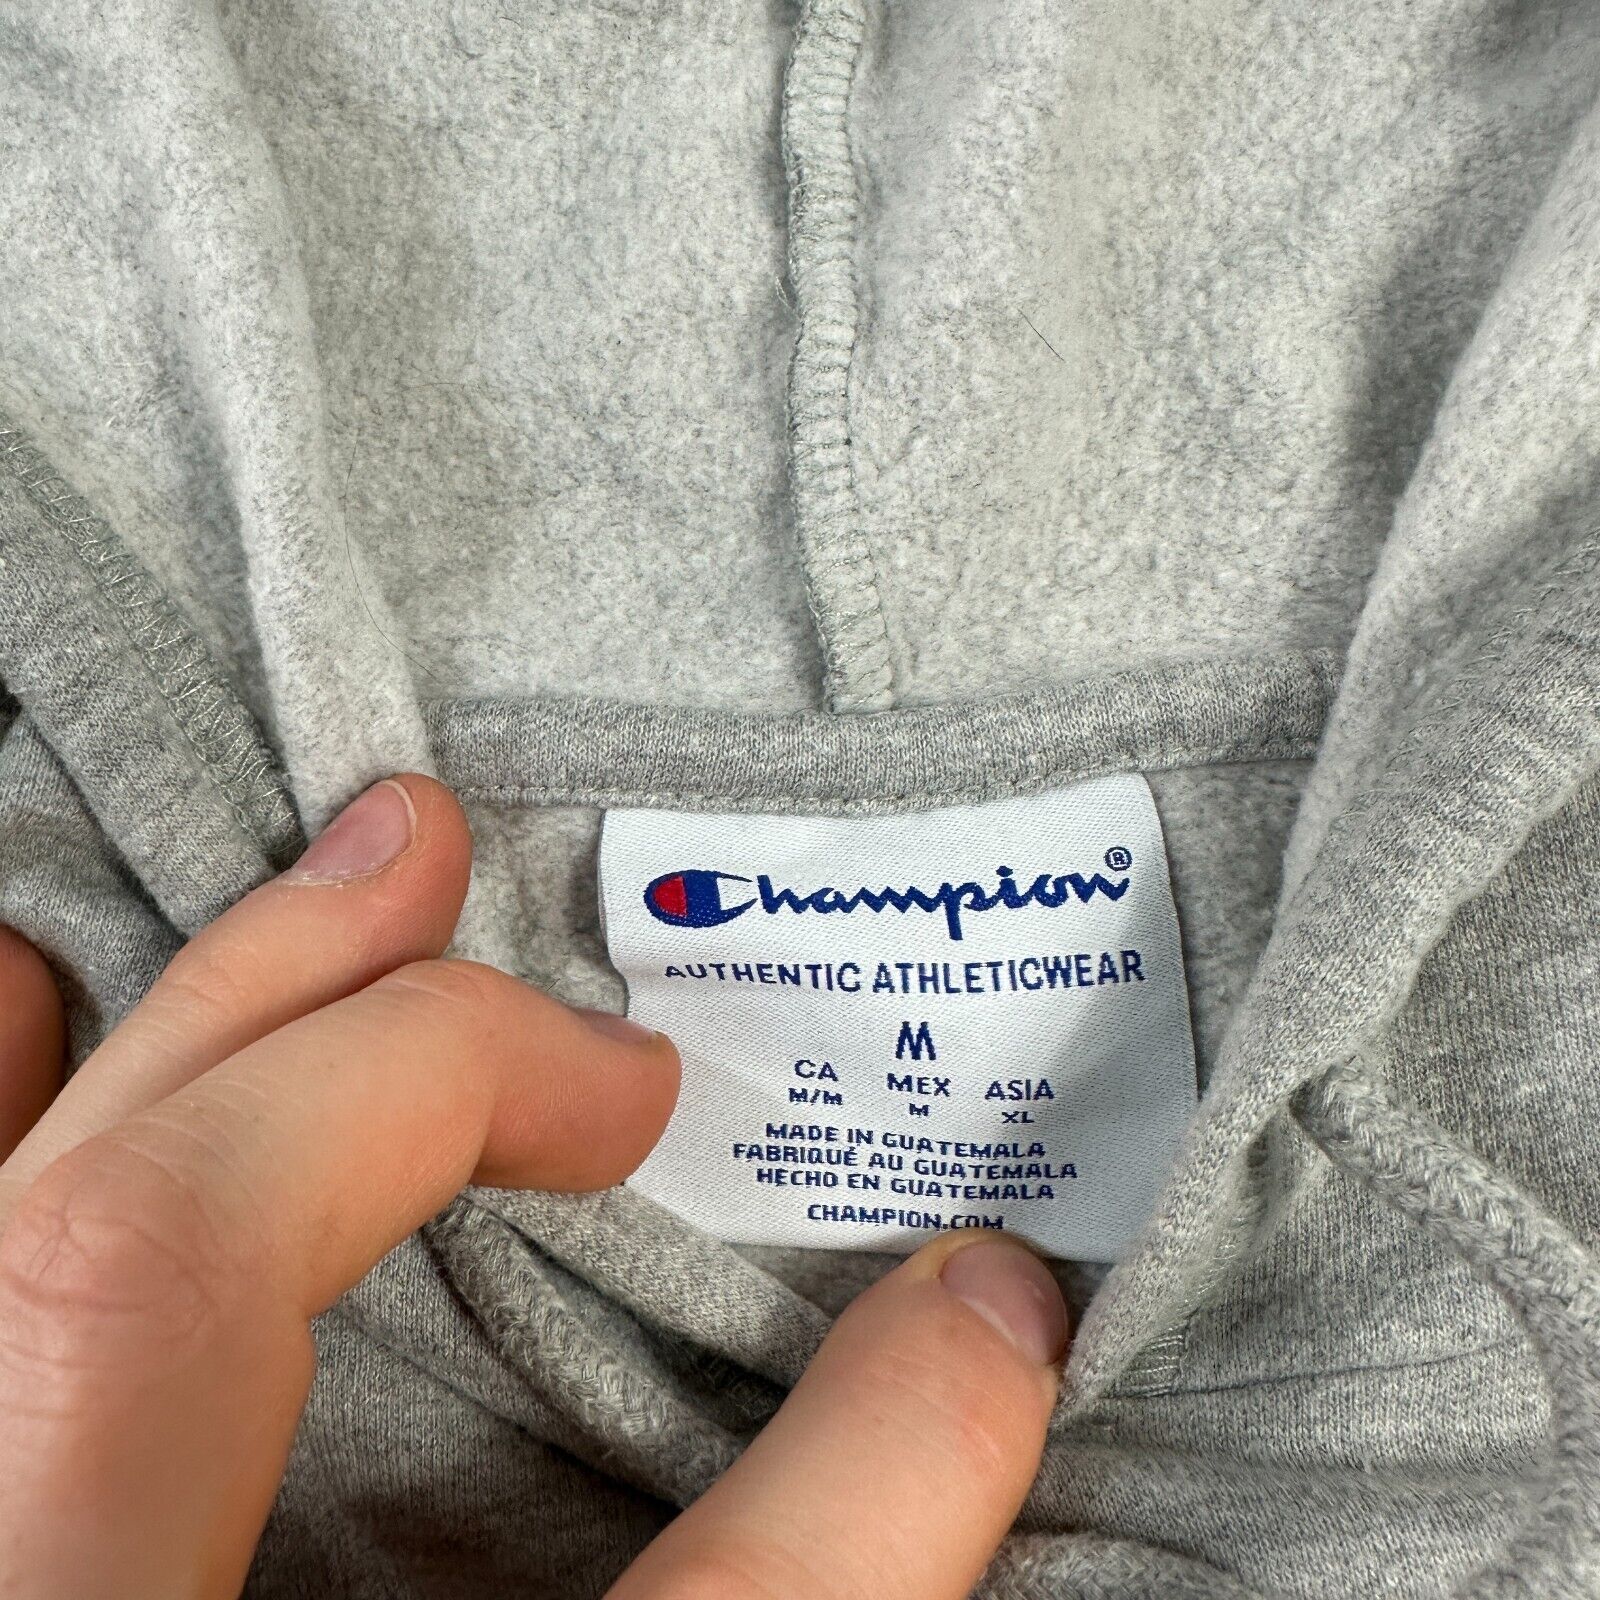 Champion®
AUTHENTIC ATHLETICWEAR
M
CA MEX ASIA
M/M M XL
MADE IN GUATEMALA
FABRIQUÉ AU GUATEMALA
HECHO EN GUATEMALA
CHAMPION.COM